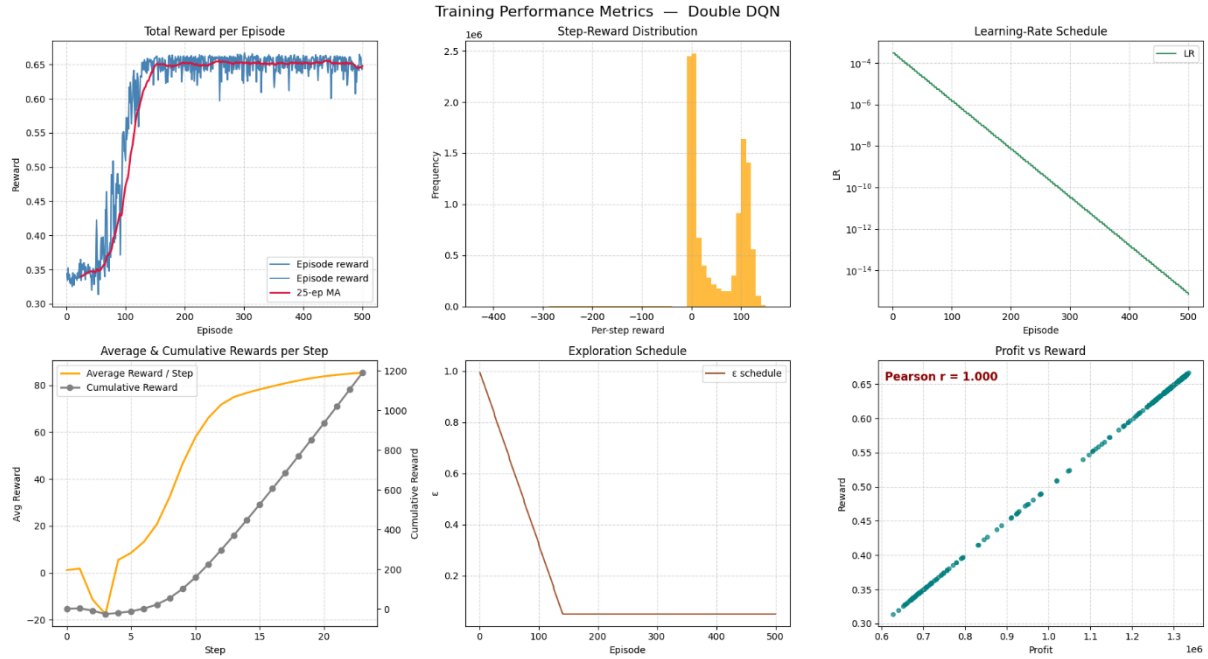 Training Performance Metrics — Double DQN
Total Reward per Episode
Reward
0.65
0.60
0.55
0.50
0.45
0.40
0.35
0.30
Episode reward
Episode reward
25-ep MA
0
100
200
300
400
500
Episode
Step-Reward Distribution
1e6
Frequency
2.5
2.0
1.5
1.0
0.5
0.0
−400
−300
−200
−100
0
100
Per-step reward
Learning-Rate Schedule
LR
LR
10⁻⁴
10⁻⁶
10⁻⁸
10⁻¹⁰
10⁻¹²
10⁻¹⁴
0
100
200
300
400
500
Episode
Average & Cumulative Rewards per Step
Average Reward / Step
Cumulative Reward
Avg Reward
80
60
40
20
0
−20
1200
1000
800
600
400
200
0
Cumulative Reward
0
5
10
15
20
Step
Exploration Schedule
ε schedule
ε
1.0
0.8
0.6
0.4
0.2
0
100
200
300
400
500
Episode
Profit vs Reward
Pearson r = 1.000
Reward
0.65
0.60
0.55
0.50
0.45
0.40
0.35
0.30
0.6
0.7
0.8
0.9
1.0
1.1
1.2
1.3
1e6
Profit